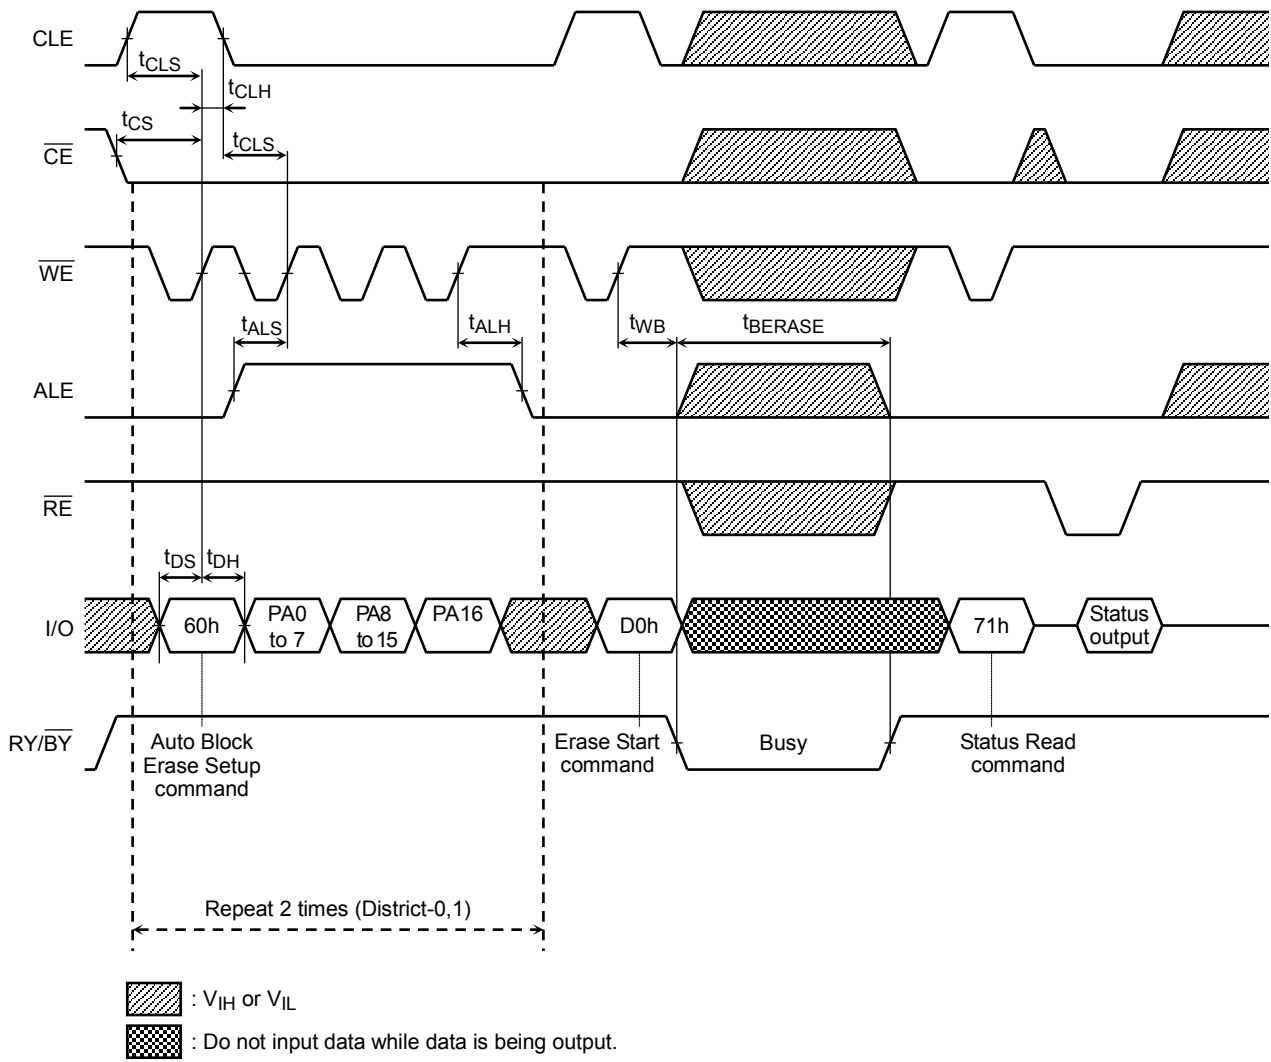 CLE
tCLS
tCLH
tCS
tCLS
CE
WE
tALS
tALH
tWB
tBERASE
ALE
RE
tDS
tDH
I/O
60h
PA0
to 7
PA8
to 15
PA16
D0h
71h
Status
output
RY/BY
Auto Block
Erase Setup
command
Erase Start
command
Busy
Status Read
command
Repeat 2 times (District-0,1)
: VIH or VIL
: Do not input data while data is being output.